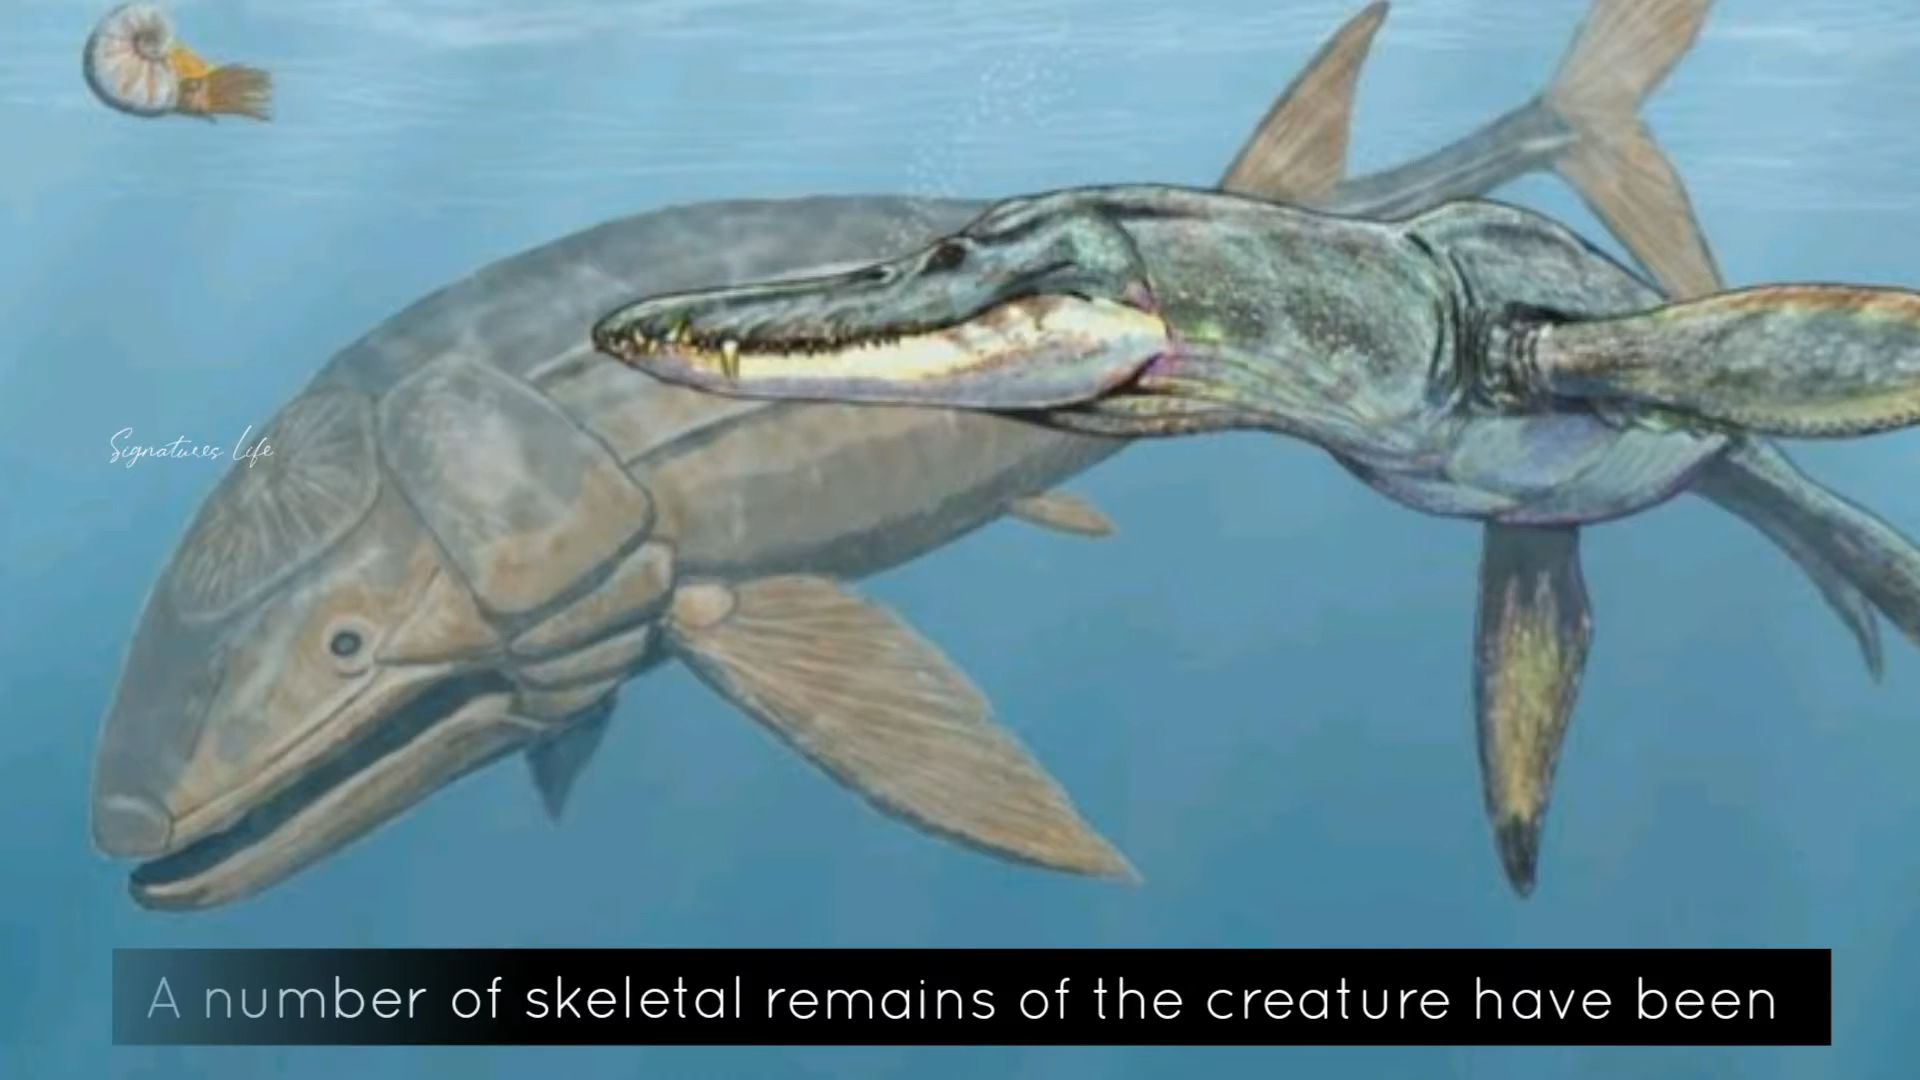 Signatures Life
A number of skeletal remains of the creature have been